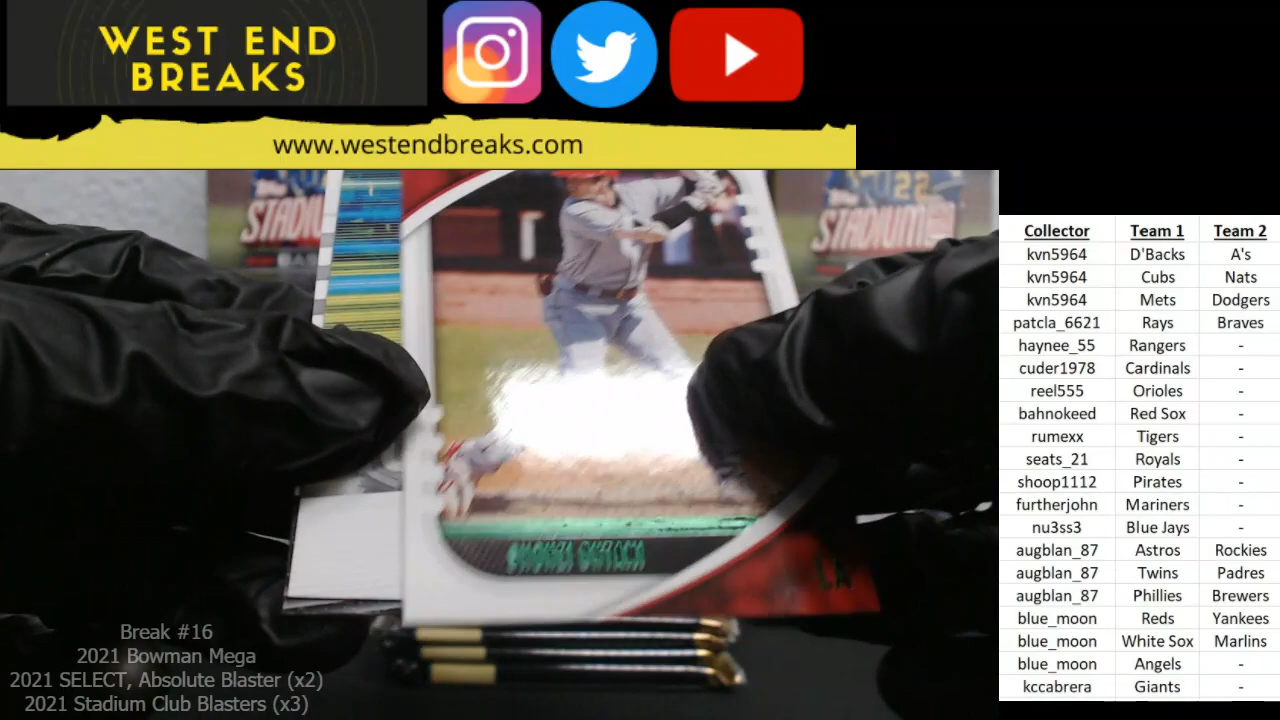 WEST END
BREAKS
www.westendbreaks.com
topps
STADIUM
22
STADIUM
LA
Collector Team 1 Team 2
kvn5964 D'Backs A's
kvn5964 Cubs Nats
kvn5964 Mets Dodgers
patcla_6621 Rays Braves
haynee_55 Rangers -
cuder1978 Cardinals -
reel555 Orioles -
bahnokeed Red Sox -
rumexx Tigers -
seats_21 Royals -
shoop1112 Pirates -
furtherjohn Mariners -
nu3ss3 Blue Jays -
augblan_87 Astros Rockies
augblan_87 Twins Padres
augblan_87 Phillies Brewers
blue_moon Reds Yankees
blue_moon White Sox Marlins
blue_moon Angels -
kccabrera Giants -
Break #16
2021 Bowman Mega
2021 SELECT, Absolute Blaster (x2)
2021 Stadium Club Blasters (x3)